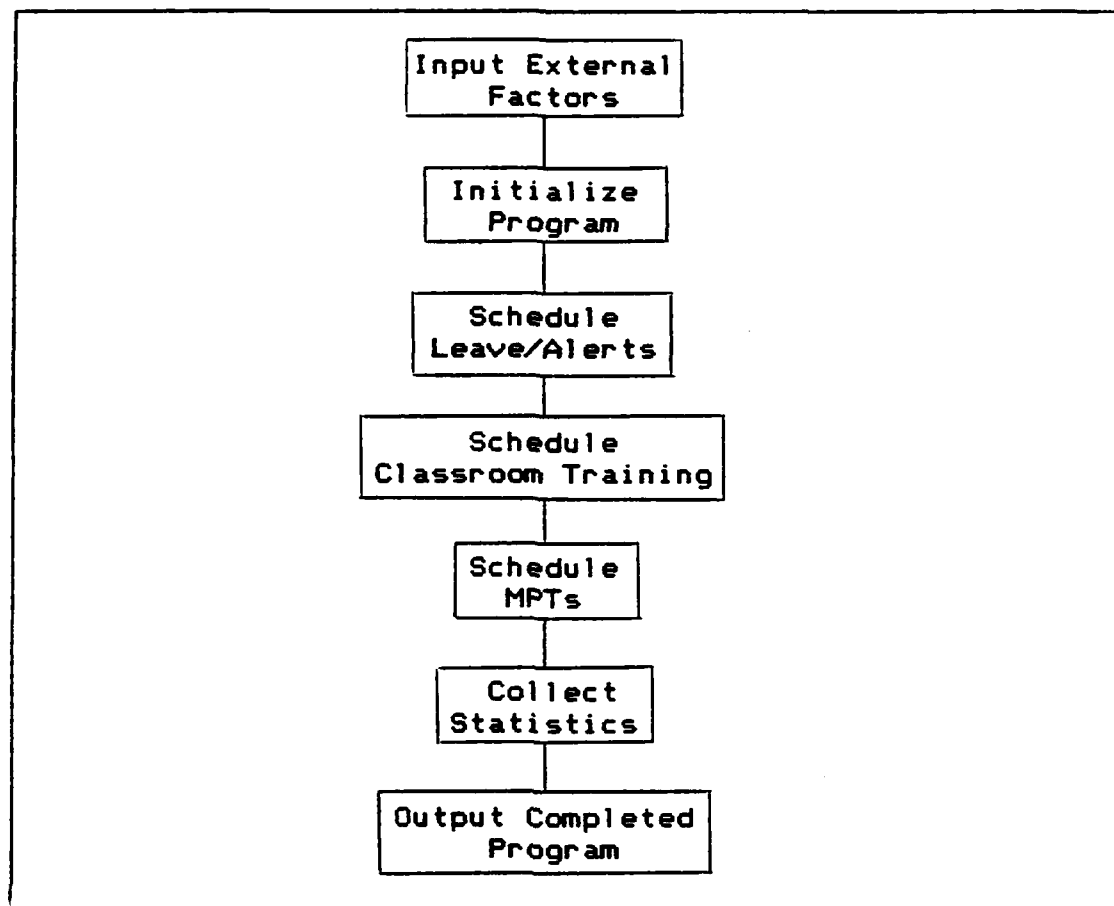 Input External
Factors
Initialize
Program
Schedule
Leave/Alerts
Schedule
Classroom Training
Schedule
MPTs
Collect
Statistics
Output Completed
Program